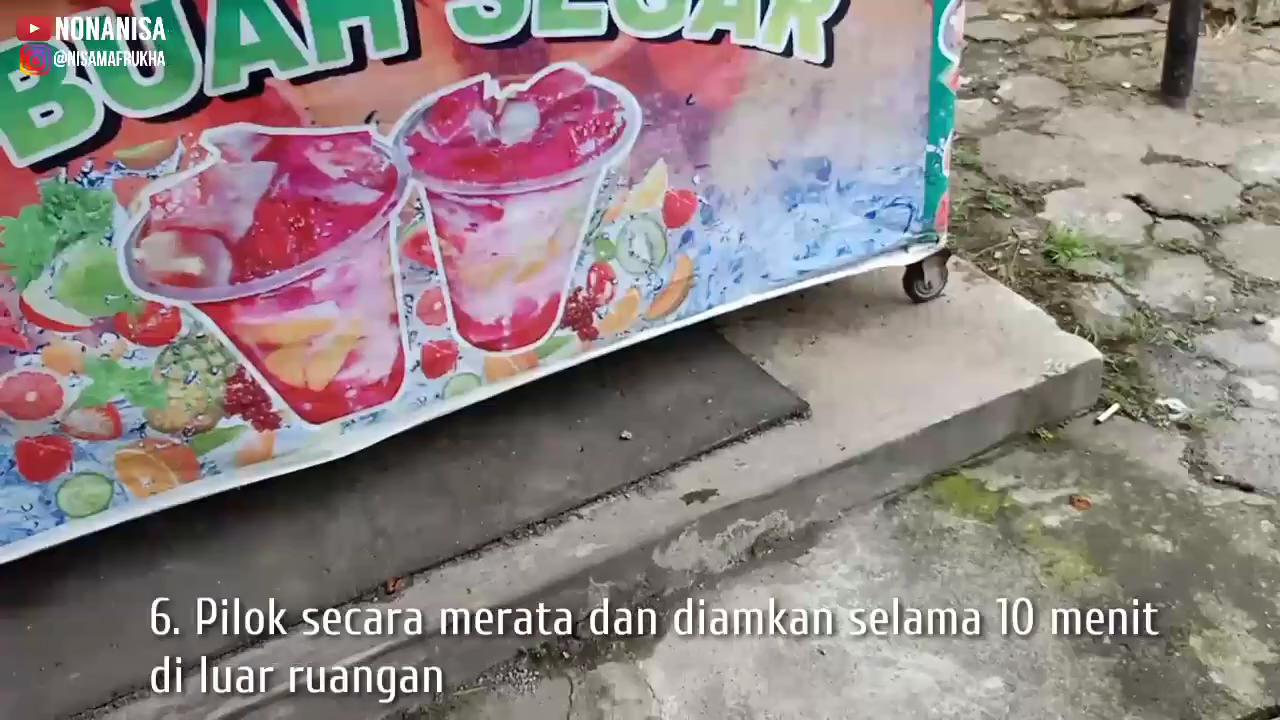 NONANISA
@NISAMAFRUKHA
BUAH SEGAR
6. Pilok secara merata dan diamkan selama 10 menit
di luar ruangan